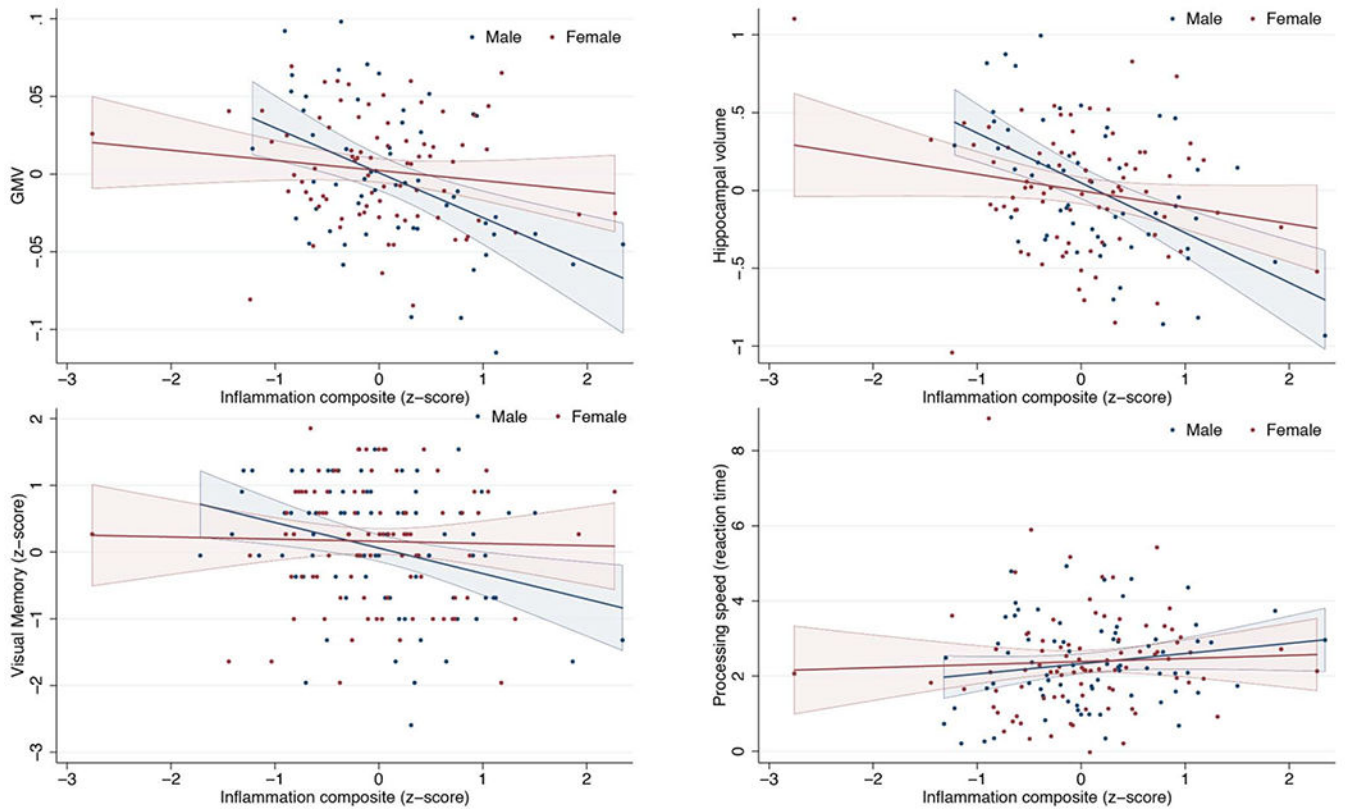 GMV
.1
.05
0
−.05
−.1
Male Female
−3 −2 −1 0 1 2
Inflammation composite (z−score)
Hippocampal volume
1
.5
0
−.5
−1
Male Female
−3 −2 −1 0 1 2
Inflammation composite (z−score)
Visual Memory (z−score)
2
1
0
−1
−2
−3
Male Female
−3 −2 −1 0 1 2
Inflammation composite (z−score)
Processing speed (reaction time)
8
6
4
2
0
Male Female
−3 −2 −1 0 1 2
Inflammation composite (z−score)